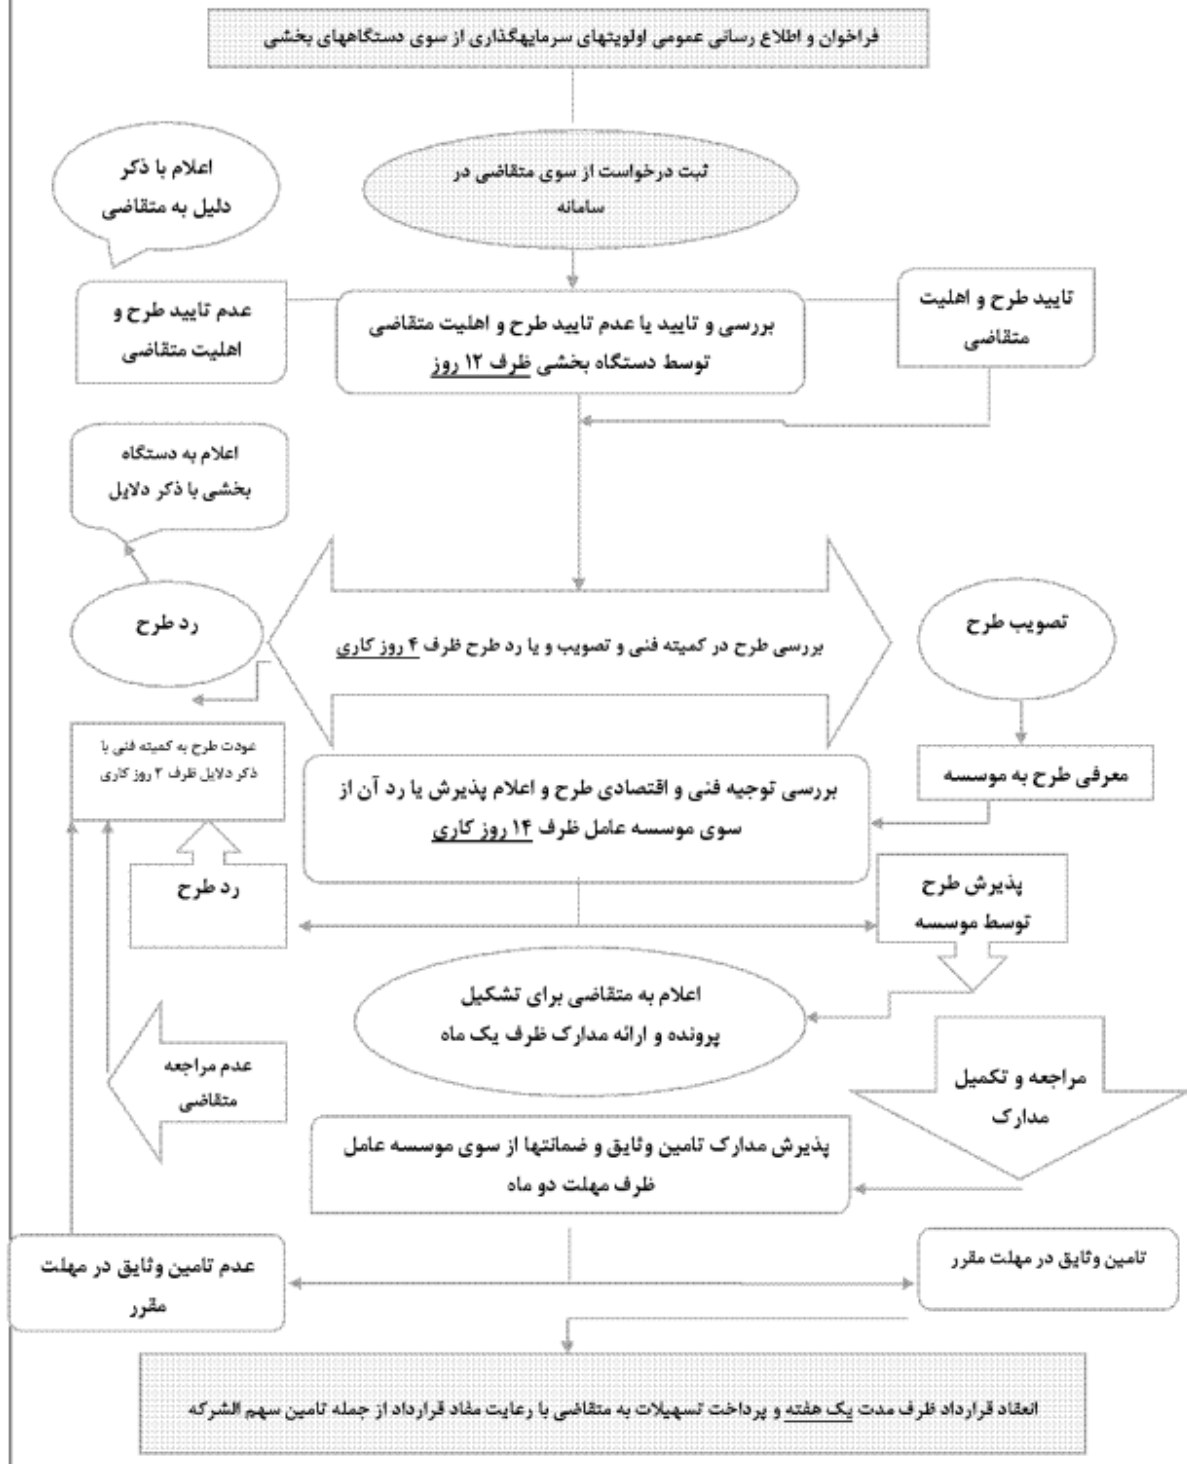 فراخوان و اطلاع رسانی عمومی اولویتهای سرمایهگذاری از سوی دستگاههای بخشی
ثبت درخواست از سوی متقاضی در
سامانه
اعلام با ذکر
دلیل به متقاضی
تایید طرح و اهلیت
متقاضی
بررسی و تایید یا عدم تایید طرح و اهلیت متقاضی
توسط دستگاه بخشی ظرف ۱۲ روز
عدم تایید طرح و
اهلیت متقاضی
اعلام به دستگاه
بخشی با ذکر دلایل
تصویب طرح
بررسی طرح در کمیته فنی و تصویب و یا رد طرح ظرف ۴ روز کاری
رد طرح
معرفی طرح به موسسه
بررسی توجیه فنی و اقتصادی طرح و اعلام پذیرش یا رد آن از
سوی موسسه عامل ظرف ۱۴ روز کاری
عودت طرح به کمیته فنی با
ذکر دلایل ظرف ۲ روز کاری
پذیرش طرح
توسط موسسه
رد طرح
اعلام به متقاضی برای تشکیل
پرونده و ارائه مدارک ظرف یک ماه
مراجعه و تکمیل
مدارک
عدم مراجعه
متقاضی
پذیرش مدارک تامین وثایق و ضمانتها از سوی موسسه عامل
ظرف مهلت دو ماه
تامین وثایق در مهلت مقرر
عدم تامین وثایق در مهلت
مقرر
انعقاد قرارداد ظرف مدت یک هفته و پرداخت تسهیلات به متقاضی با رعایت مفاد قرارداد از جمله تامین سهم الشرکه